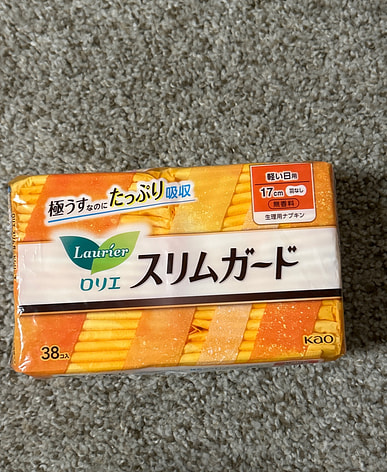 極うすなのにたっぷり吸収
軽い日用
17cm 羽なし
無香料
生理用ナプキン
Laurier
ロリエ
スリムガード
38コ入
Kao